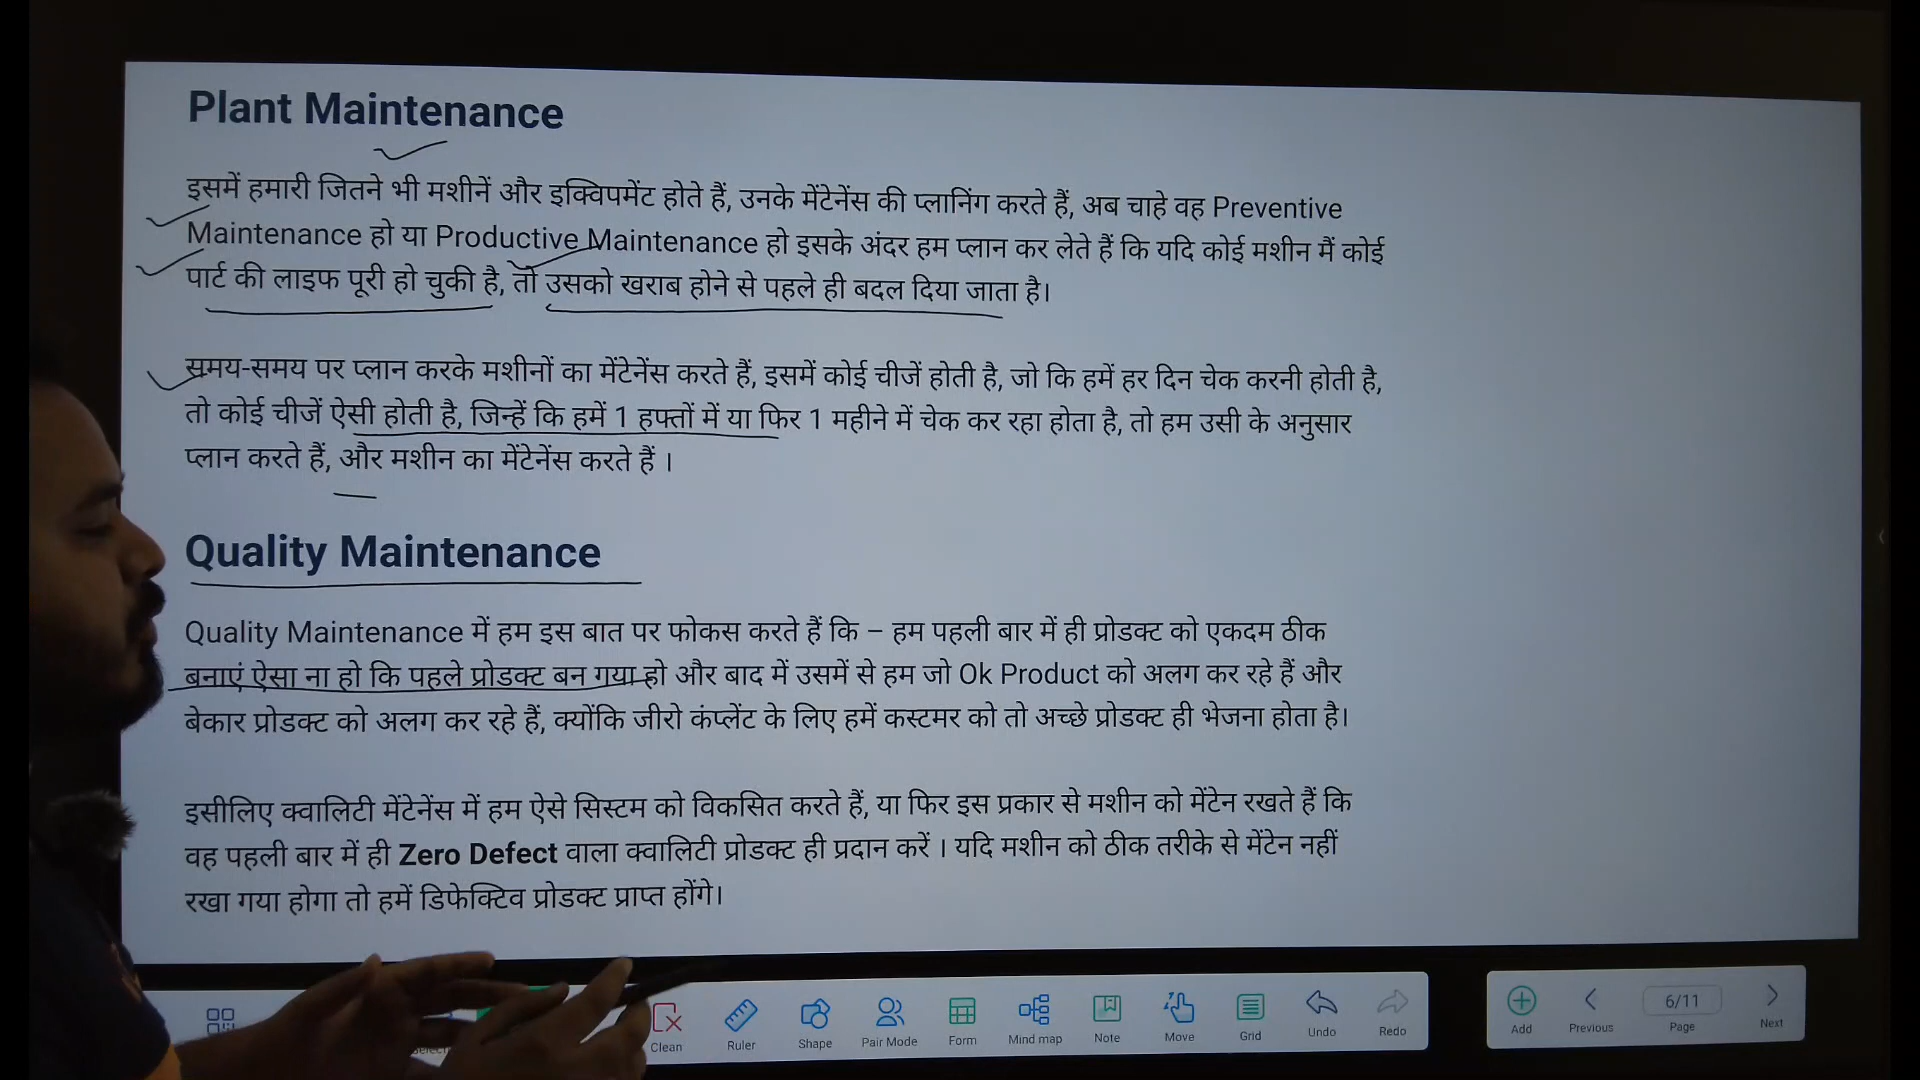 Plant Maintenance
इसमें हमारी जितने भी मशीनें और इक्विपमेंट होते हैं, उनके मेंटेनेंस की प्लानिंग करते हैं, अब चाहे वह Preventive
Maintenance हो या Productive Maintenance हो इसके अंदर हम प्लान कर लेते हैं कि यदि कोई मशीन मैं कोई
पार्ट की लाइफ पूरी हो चुकी है, तो उसको खराब होने से पहले ही बदल दिया जाता है।
समय-समय पर प्लान करके मशीनों का मेंटेनेंस करते हैं, इसमें कोई चीजें होती है, जो कि हमें हर दिन चेक करनी होती है,
तो कोई चीजें ऐसी होती है, जिन्हें कि हमें 1 हफ्तों में या फिर 1 महीने में चेक कर रहा होता है, तो हम उसी के अनुसार
प्लान करते हैं, और मशीन का मेंटेनेंस करते हैं ।
Quality Maintenance
Quality Maintenance में हम इस बात पर फोकस करते हैं कि – हम पहली बार में ही प्रोडक्ट को एकदम ठीक
बनाएं ऐसा ना हो कि पहले प्रोडक्ट बन गया हो और बाद में उसमें से हम जो Ok Product को अलग कर रहे हैं और
बेकार प्रोडक्ट को अलग कर रहे हैं, क्योंकि जीरो कंप्लेंट के लिए हमें कस्टमर को तो अच्छे प्रोडक्ट ही भेजना होता है।
इसीलिए क्वालिटी मेंटेनेंस में हम ऐसे सिस्टम को विकसित करते हैं, या फिर इस प्रकार से मशीन को मेंटेन रखते हैं कि
वह पहली बार में ही Zero Defect वाला क्वालिटी प्रोडक्ट ही प्रदान करें । यदि मशीन को ठीक तरीके से मेंटेन नहीं
रखा गया होगा तो हमें डिफेक्टिव प्रोडक्ट प्राप्त होंगे।
Clean Ruler Shape Pair Mode Form Mind map Note Move Grid Undo Redo Add Previous 6/11 Page Next